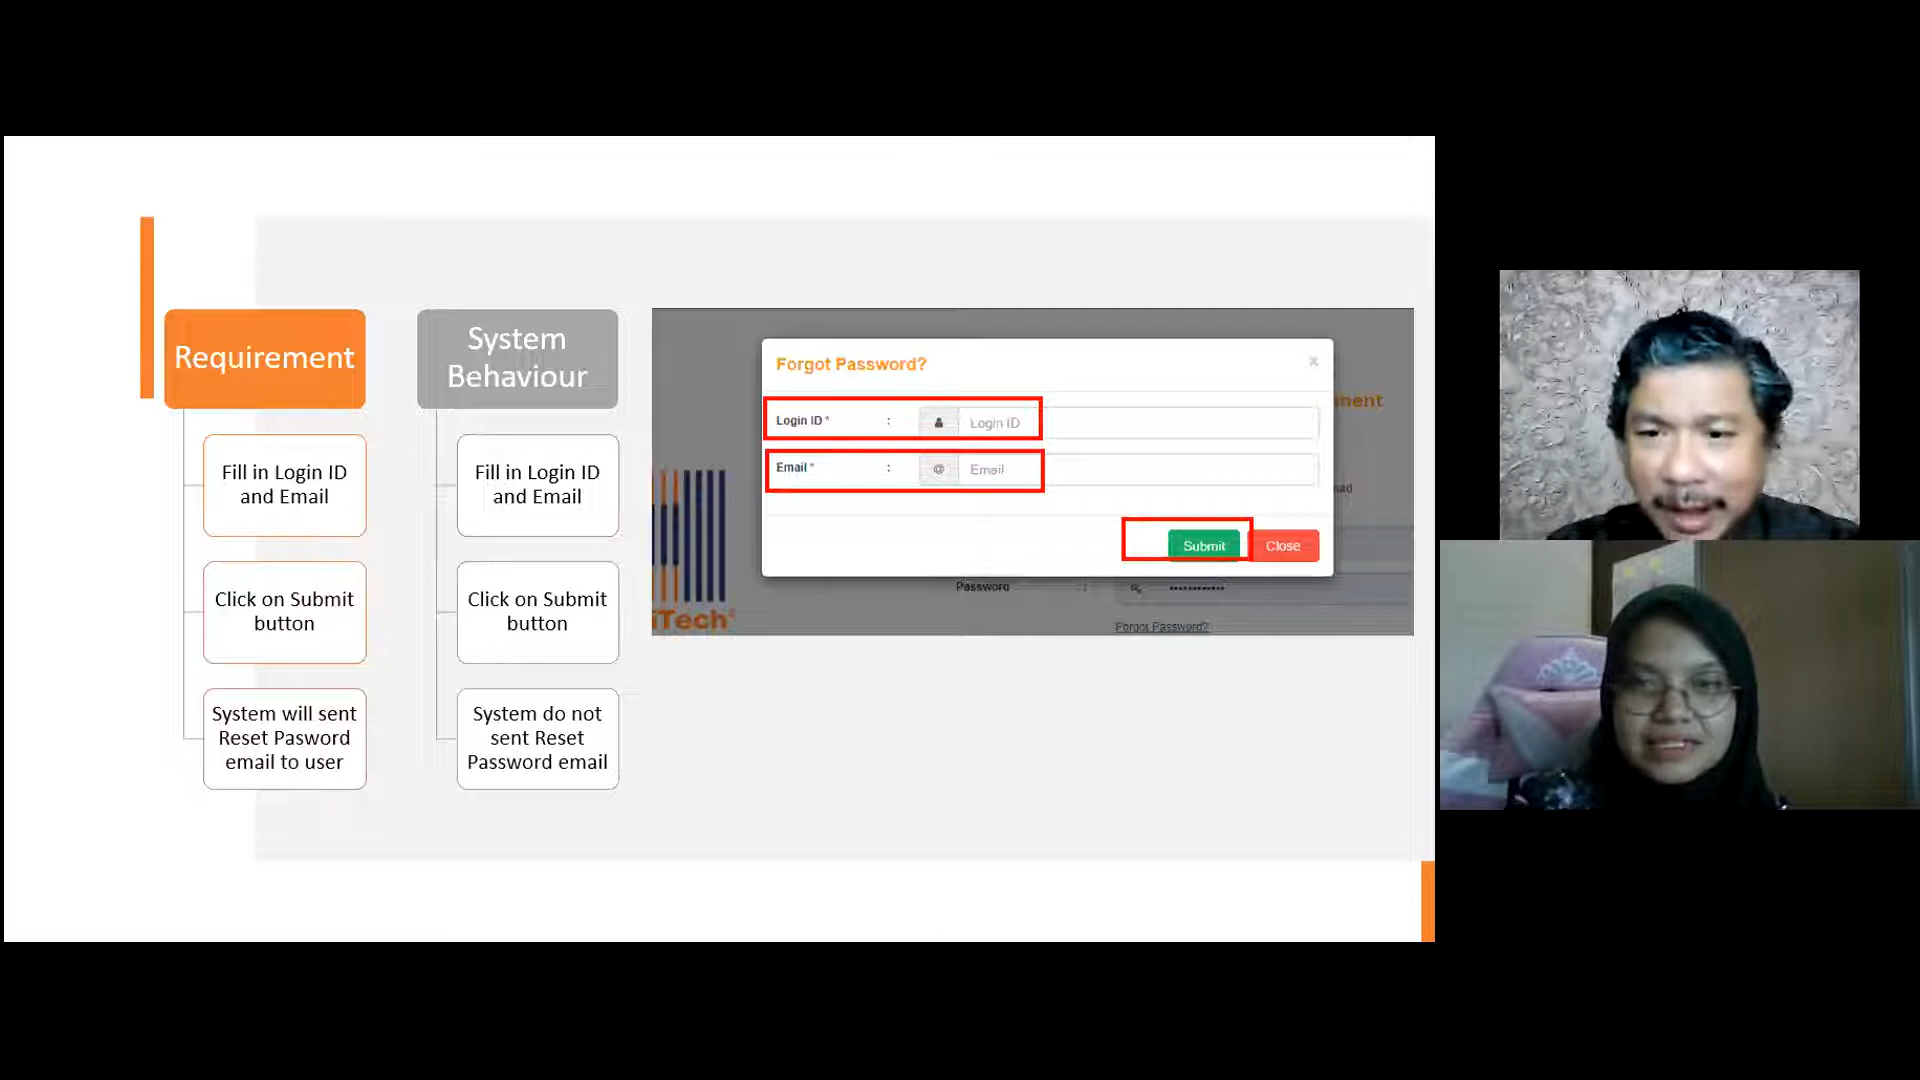 Requirement
Fill in Login ID
and Email
Click on Submit
button
System will sent
Reset Pasword
email to user
System
Behaviour
Fill in Login ID
and Email
Click on Submit
button
System do not
sent Reset
Password email
Forgot Password?
x
Login ID * : Login ID
Email * : @ Email
Submit Close
ment
Password :
Forgot Password?
iTech